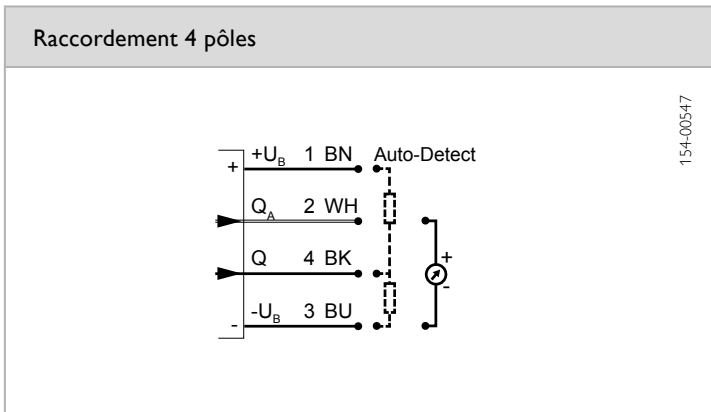 Raccordement 4 pôles
154-00547
+U_B 1 BN Auto-Detect
+
Q_A 2 WH
Q 4 BK
+
-
-U_B 3 BU
-